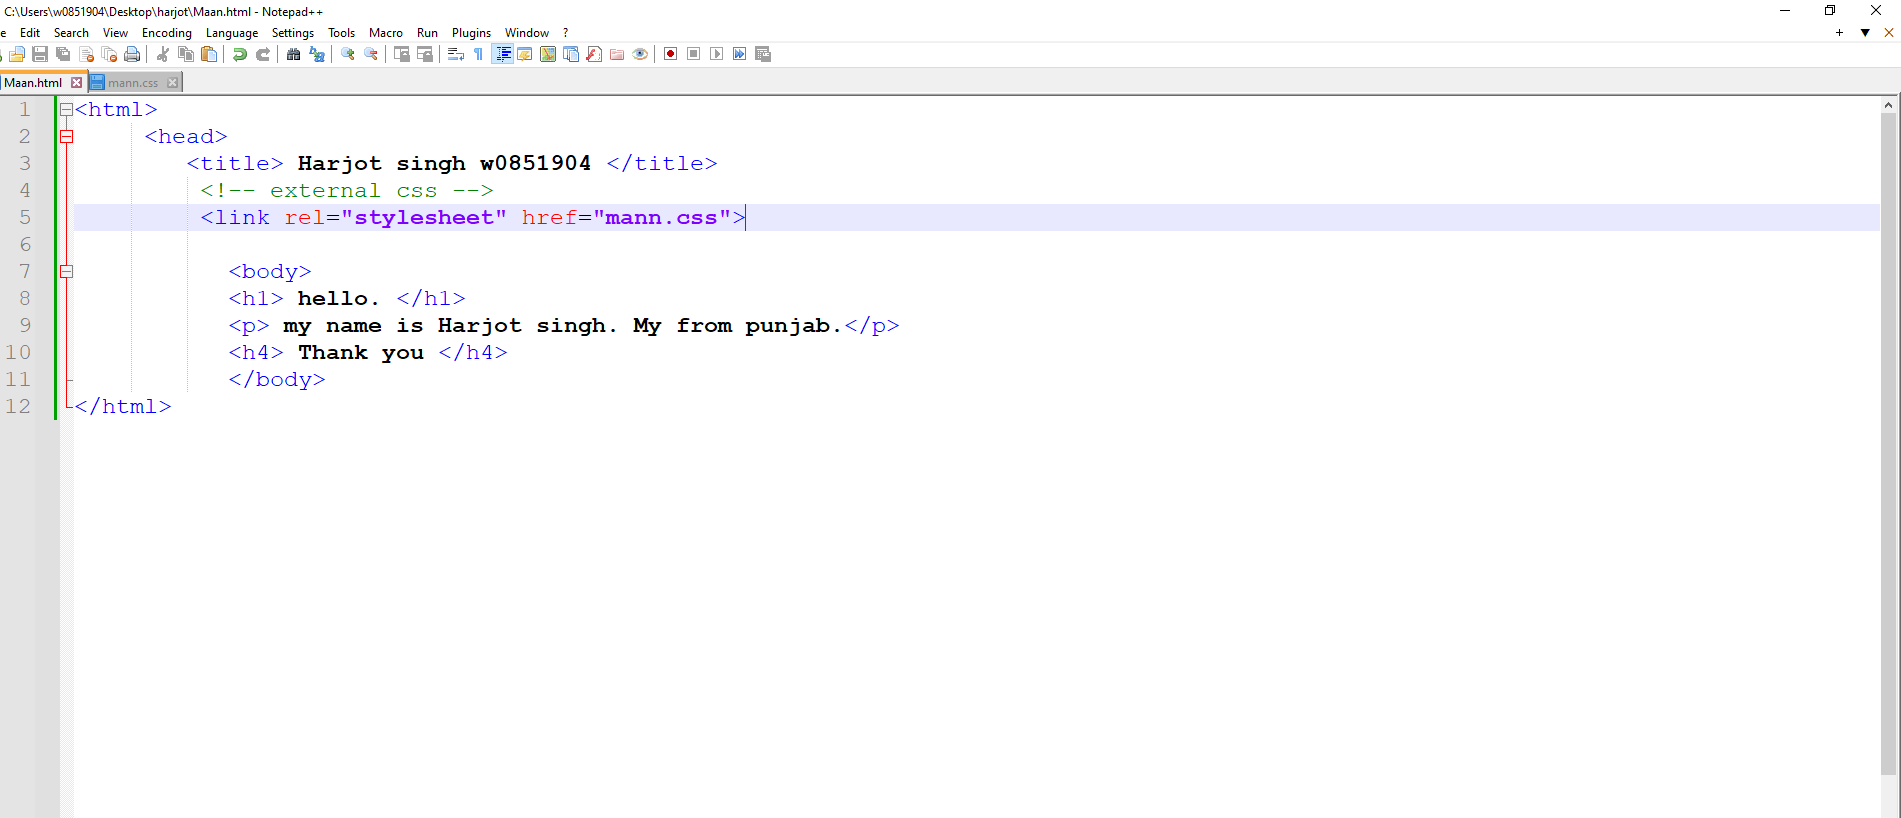 C:\Users\w0851904\Desktop\harjot\Maan.html - Notepad++
e Edit Search View Encoding Language Settings Tools Macro Run Plugins Window ?
+ ▼ ✕
Maan.html mann.css
1 <html>
2 <head>
3 <title> Harjot singh w0851904 </title>
4 <!-- external css -->
5 <link rel="stylesheet" href="mann.css">
6
7 <body>
8 <h1> hello. </h1>
9 <p> my name is Harjot singh. My from punjab.</p>
10 <h4> Thank you </h4>
11 </body>
12 </html>